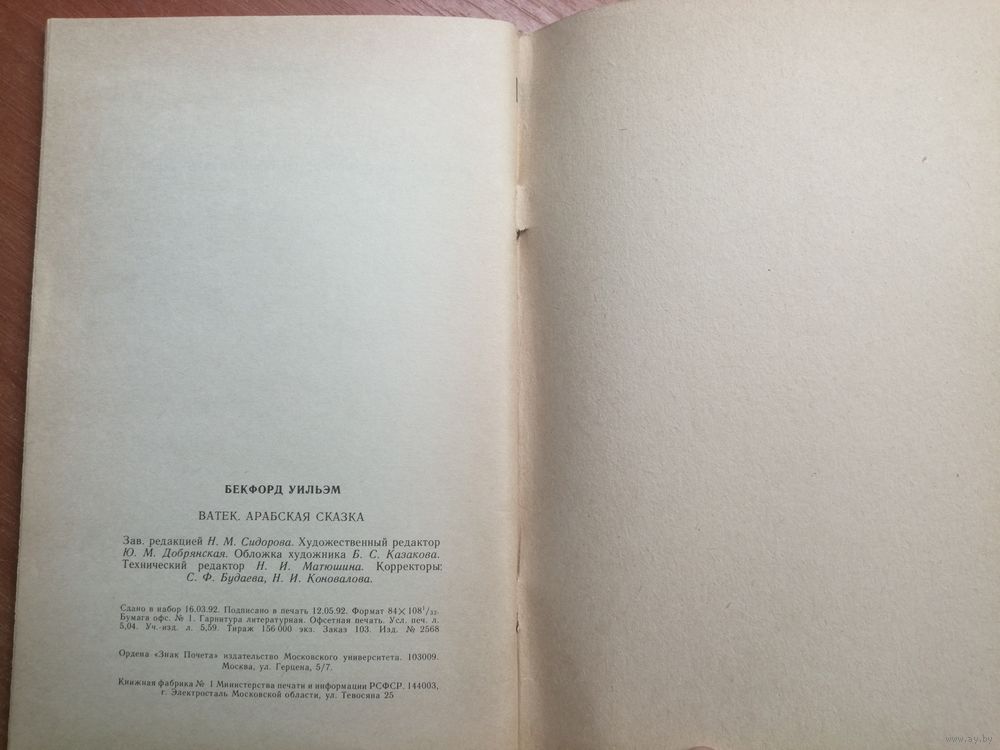 БЕКФОРД УИЛЬЭМ
ВАТЕК. АРАБСКАЯ СКАЗКА
Зав. редакцией Н. М. Сидорова. Художественный редактор
Ю. М. Добрянская. Обложка художника Б. С. Казакова.
Технический редактор Н. И. Матюшина. Корректоры:
С. Ф. Будаева, Н. И. Коновалова.
Сдано в набор 16.03.92. Подписано в печать 12.05.92. Формат 84×108¹/₃₂.
Бумага офс. № 1. Гарнитура литературная. Офсетная печать. Усл. печ. л.
5,04. Уч.-изд. л. 5,59. Тираж 156 000 экз. Заказ 103. Изд. № 2568
Ордена «Знак Почета» издательство Московского университета. 103009.
Москва, ул. Герцена, 5/7.
Книжная фабрика № 1 Министерства печати и информации РСФСР. 144003,
г. Электросталь Московской области, ул. Тевосяна 25
www.ay.by